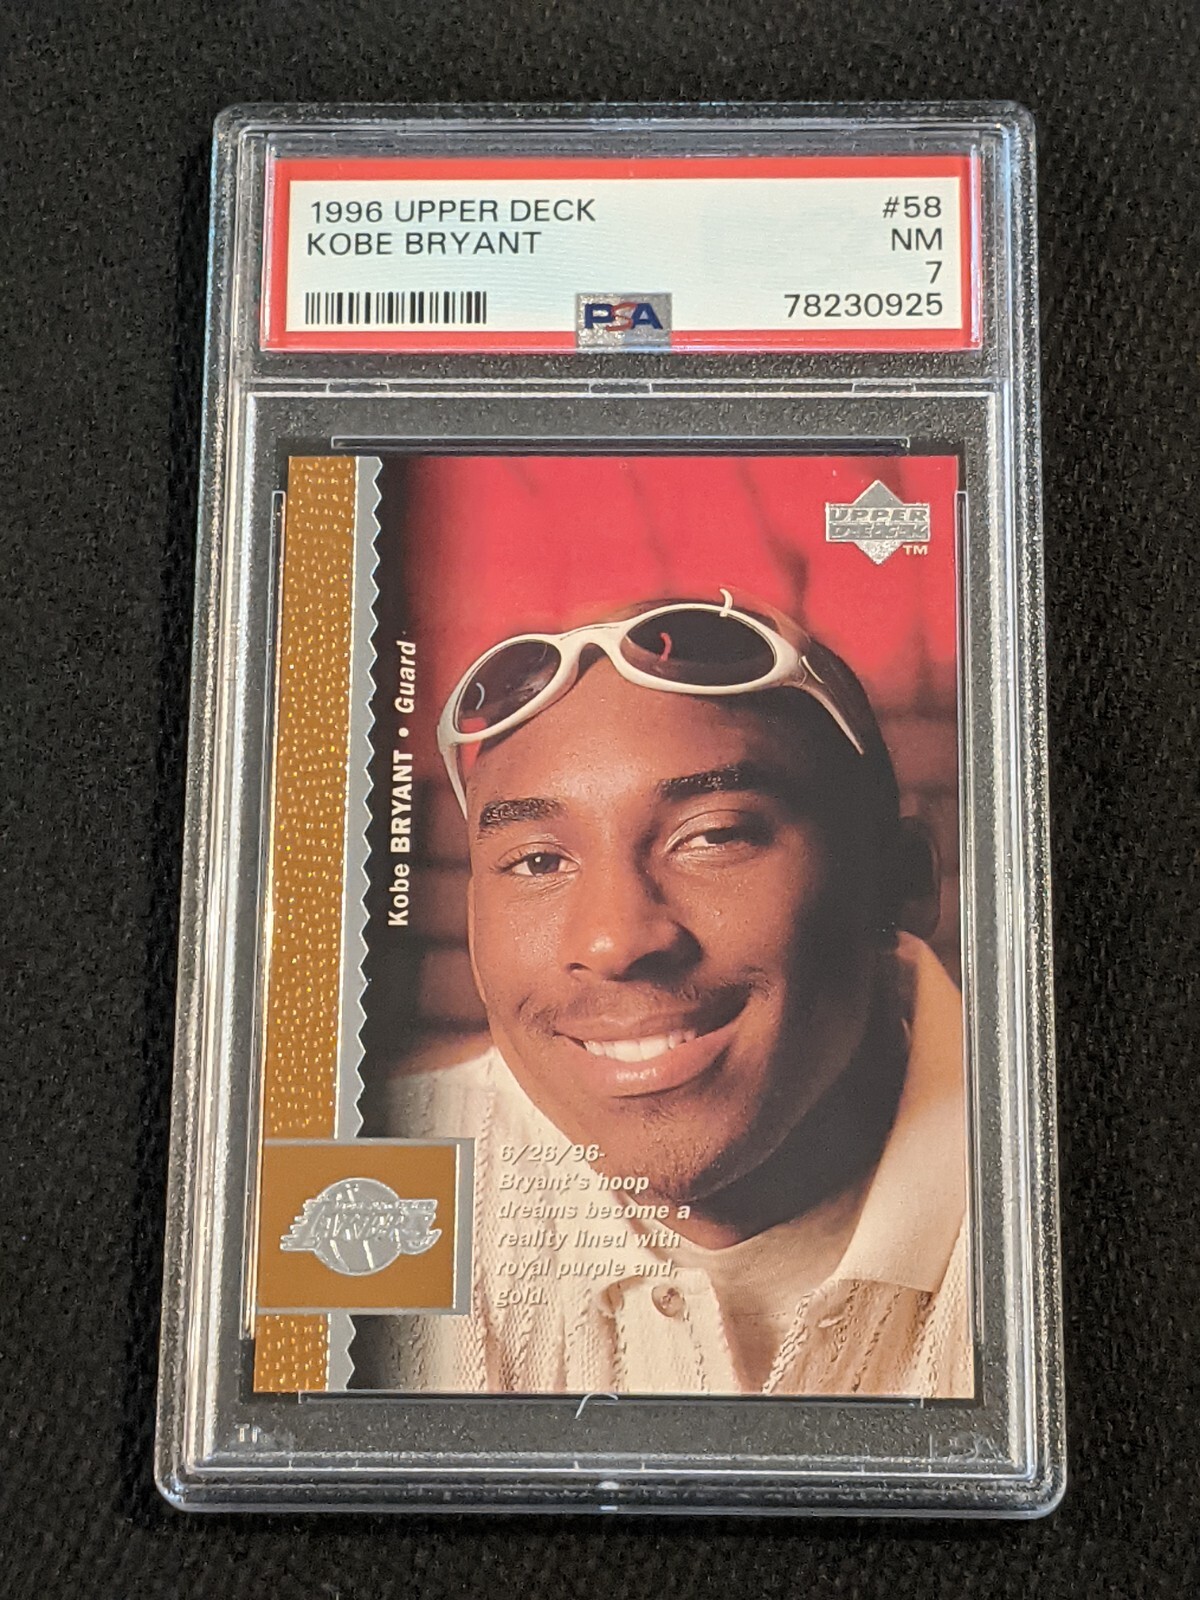 1996 UPPER DECK #58
KOBE BRYANT NM
7
78230925
PSA
UPPER
DECK
TM
Kobe BRYANT • Guard
6/26/96-
Bryant's hoop
dreams become a
reality lined with
royal purple and
gold.
LAKERS